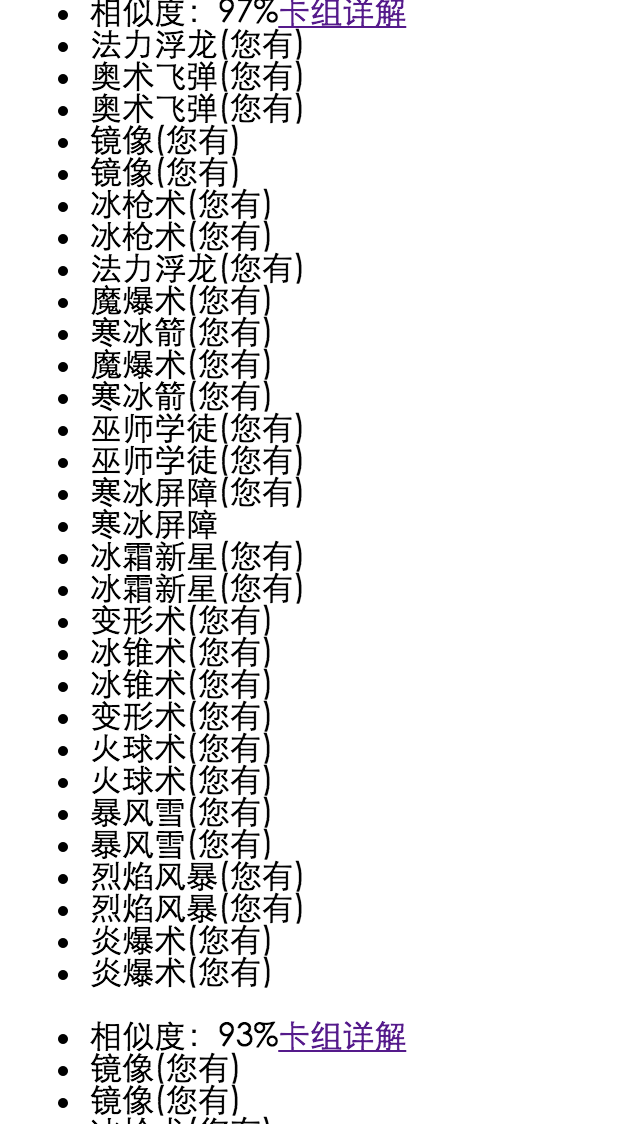 相似度：97%卡组详解
法力浮龙(您有)
奥术飞弹(您有)
奥术飞弹(您有)
镜像(您有)
镜像(您有)
冰枪术(您有)
冰枪术(您有)
法力浮龙(您有)
魔爆术(您有)
寒冰箭(您有)
魔爆术(您有)
寒冰箭(您有)
巫师学徒(您有)
巫师学徒(您有)
寒冰屏障(您有)
寒冰屏障
冰霜新星(您有)
冰霜新星(您有)
变形术(您有)
冰锥术(您有)
冰锥术(您有)
变形术(您有)
火球术(您有)
火球术(您有)
暴风雪(您有)
暴风雪(您有)
烈焰风暴(您有)
烈焰风暴(您有)
炎爆术(您有)
炎爆术(您有)
相似度：93%卡组详解
镜像(您有)
镜像(您有)